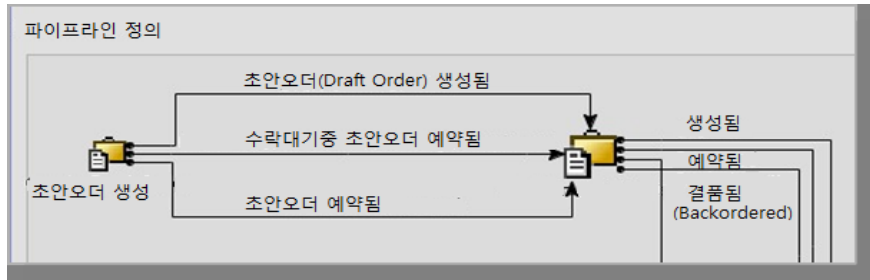 파이프라인 정의
초안오더(Draft Order) 생성됨
생성됨
수락대기중 초안오더 예약됨
예약됨
초안오더 생성
초안오더 예약됨
결품됨
(Backordered)